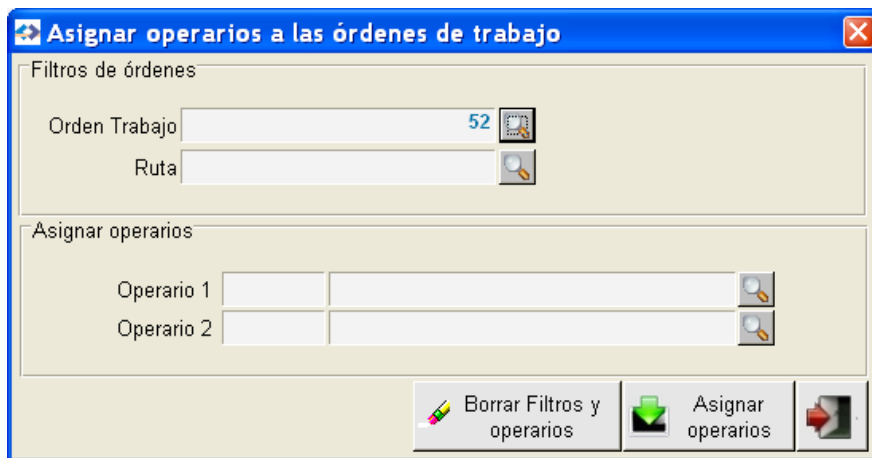 Asignar operarios a las órdenes de trabajo
Filtros de órdenes
Orden Trabajo 52
Ruta
Asignar operarios
Operario 1
Operario 2
Borrar Filtros y
operarios
Asignar
operarios